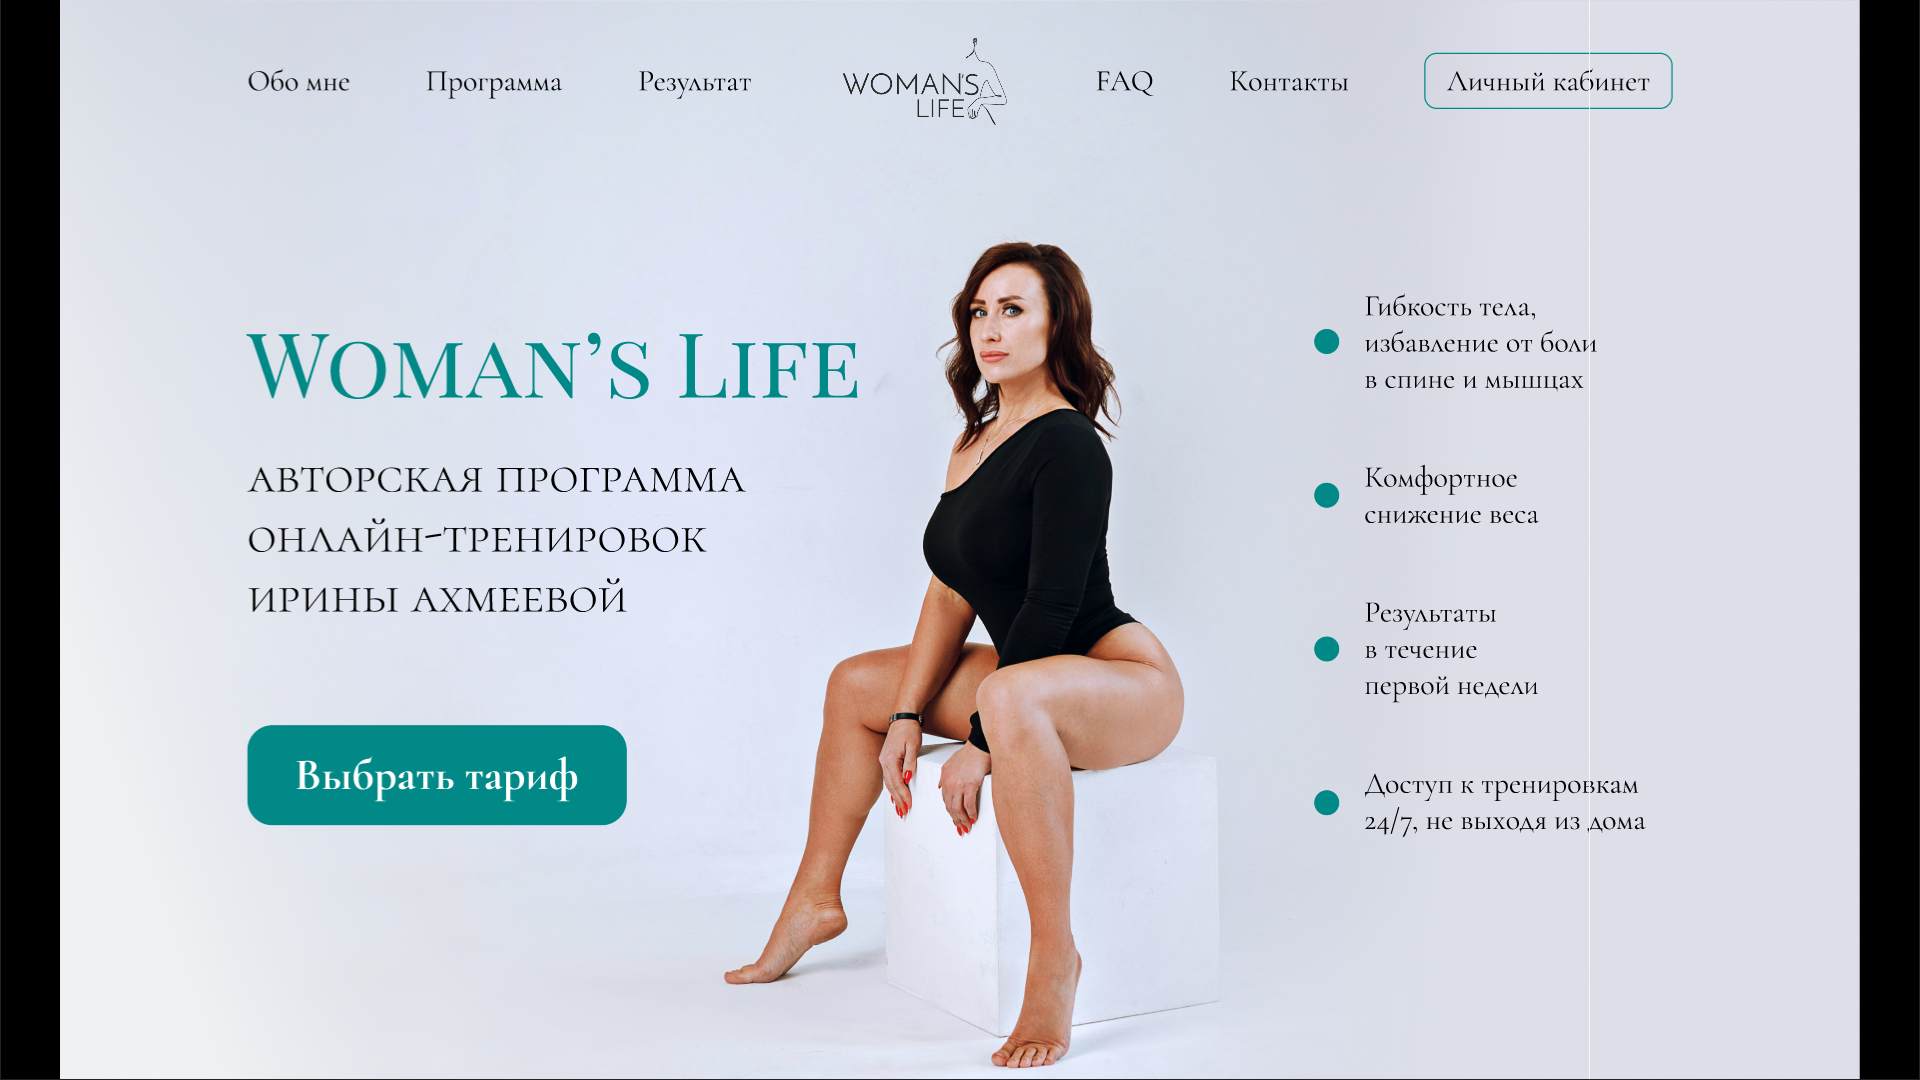 Обо мне
Программа
Результат
WOMAN'S
LIFE
FAQ
Контакты
Личный кабинет
Woman’s Life
АВТОРСКАЯ ПРОГРАММА
ОНЛАЙН-ТРЕНИРОВОК
ИРИНЫ АХМЕЕВОЙ
Выбрать тариф
Гибкость тела,
избавление от боли
в спине и мышцах
Комфортное
снижение веса
Результаты
в течение
первой недели
Доступ к тренировкам
24/7, не выходя из дома